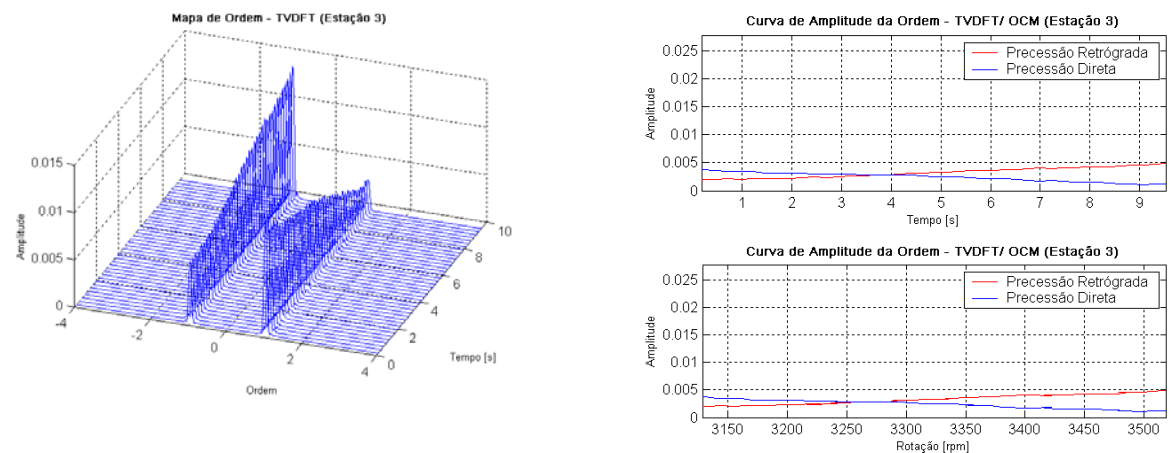 Mapa de Ordem - TVDFT (Estação 3)
0.015
0.010
0.005
0
Amplitude
-4
-2
0
2
4
Ordem
0
2
4
6
8
10
Tempo [s]
Curva de Amplitude da Ordem - TVDFT/ OCM (Estação 3)
0.025
0.02
0.015
0.01
0.005
0
Amplitude
Precessão Retrógrada
Precessão Direta
1 2 3 4 5 6 7 8 9
Tempo [s]
Curva de Amplitude da Ordem - TVDFT/ OCM (Estação 3)
0.025
0.02
0.015
0.01
0.005
0
Amplitude
Precessão Retrógrada
Precessão Direta
3150 3200 3250 3300 3350 3400 3450 3500
Rotação [rpm]